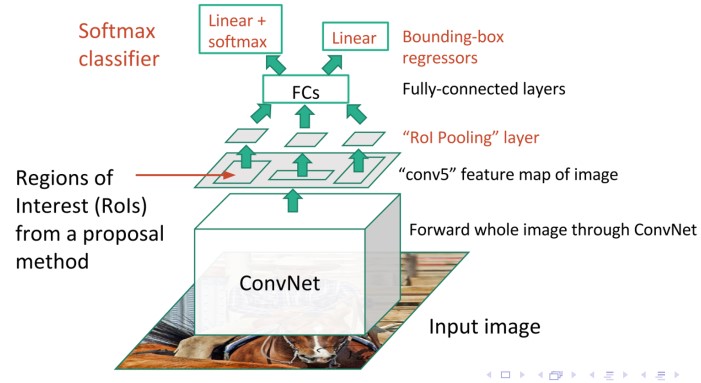 Softmax
classifier
Linear +
softmax
Linear
Bounding-box
regressors
FCs
Fully-connected layers
"RoI Pooling" layer
Regions of
Interest (RoIs)
from a proposal
method
"conv5" feature map of image
Forward whole image through ConvNet
ConvNet
Input image